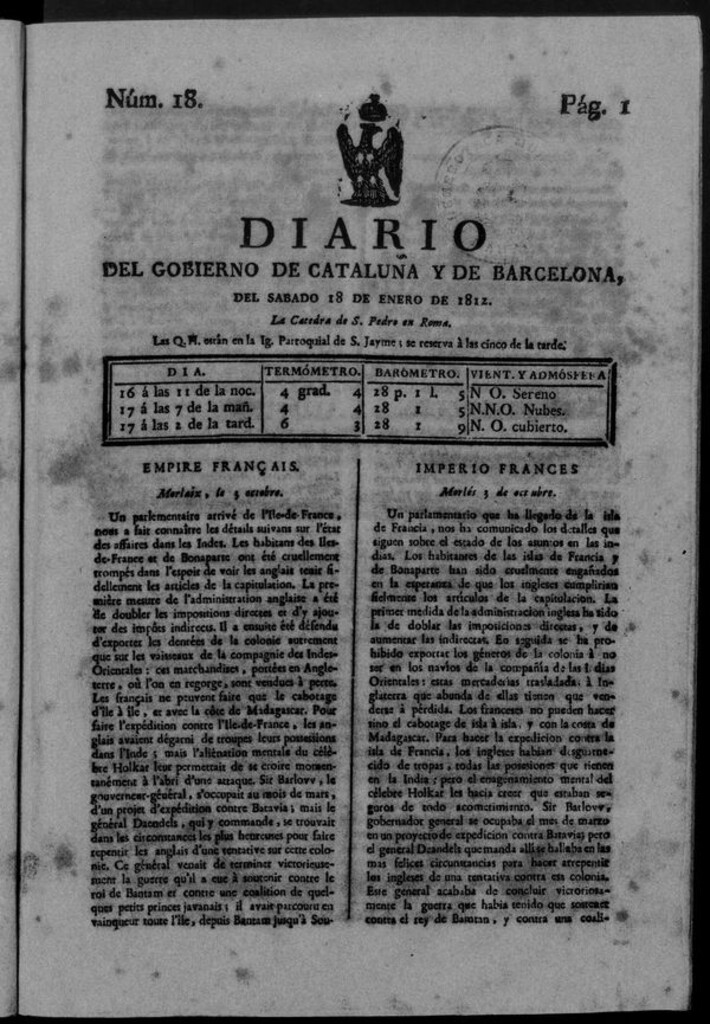 Núm. 18.
Pág. 1
DIARIO
DEL GOBIERNO DE CATALUÑA Y DE BARCELONA,
DEL SABADO 18 DE ENERO DE 1812.
La Catedra de S. Pedro en Roma.
Las Q. H. están en la Ig. Parroquial de S. Jayme; se reserva à las cinco de la tarde.
DIA. TERMÓMETRO. BARÓMETRO. VIENT. Y ADMÓSFERA
16 á las 11 de la noc. 4 grad. 4 28 p. 1 l. 5 N O. Sereno
17 á las 7 de la mañ. 4 4 28 1 5 N.N.O. Nubes.
17 á las 2 de la tard. 6 3 28 1 9 N. O. cubierto.
EMPIRE FRANÇAIS.
Morlaix, le 3 octobre.
Un parlementaire arrivé de l'Ile-de-France,
nous a fait connaître les détails suivans sur l'état
des affaires dans les Indes. Les habitans des Iles-
de-France et de Bonaparte ont été cruellement
trompés dans l'espoir de voir les anglais tenir fi-
dellement les articles de la capitulation. La pre-
mière mesure de l'administration anglaise a été
de doubler les impositions directes et d'y ajou-
ter des impôts indirects. Il a ensuite été défendu
d'exporter les denrées de la colonie autrement
que sur les vaisseaux de la compagnie des Indes-
Orientales: ces marchandises, portées en Angle-
terre, où l'on en regorge, sont vendues à perte.
Les français ne peuvent faire que le cabotage
d'île à île, et avec la côte de Madagascar. Pour
faire l'expédition contre l'Ile-de-France, les an-
glais avaient dégarni de troupes leurs possessions
dans l'Inde; mais l'aliénation mentale du célè-
bre Holkar leur permettait de se croire momen-
tanément à l'abri d'une attaque. Sir Barlovv, le
gouverneur-général, s'occupait au mois de mars,
d'un projet d'expédition contre Batavia; mais le
général Daendels, qui y commande, se trouvait
dans les circonstances les plus heureuses pour faire
repentir les anglais d'une tentative sur cette colo-
nie. Ce général venait de terminer victorieuse-
ment la guerre qu'il a eue à soutenir contre le
roi de Bantam et contre une coalition de quel-
ques petits princes javanais; il avait parcouru en
vainqueur toute l'île, depuis Bantam jusqu'à Sou-
IMPERIO FRANCES
Morlés 3 de octubre.
Un parlamentario que ha llegado de la isla
de Francia, nos ha comunicado los detalles que
siguen sobre el estado de los asuntos en las in-
dias. Los habitantes de las islas de Francia y
de Bonaparte han sido cruelmente engañados
en la esperanza de que los ingleses cumplirian
fielmente los artículos de la capitulacion. La
primer medida de la administracion inglesa ha sido
la de doblar las imposiciones directas, y de
aumentar las indirectas. En seguida se ha pro-
hibido exportar los géneros de la colonia à no
ser en los navios de la compañía de las Indias
Orientales: estas mercaderías trasladadas à In-
glaterra que abunda de ellas tienen que ven-
derse à pérdida. Los franceses no pueden hacer
sino el cabotage de isla à isla, y con la costa de
Madagascar. Para hacer la expedicion contra la
isla de Francia, los ingleses habian desguarne-
cido de tropas, todas las posesiones que tienen
en la India; pero el enagenamiento mental del
célebre Holkar les hacia creer que estaban se-
guros de todo acometimiento. Sir Barlovv,
gobernador general se ocupaba el mes de marzo
en un proyecto de expedicion contra Batavia; pero
el general Daendels que manda allí se hallaba en las
mas felices circunstancias para hacer arrepentir
los ingleses de una tentativa contra esa colonia.
Este general acababa de concluir victoriosa-
mente la guerra que habia tenido que sostener
contra el rey de Bantan, y contra una coali-